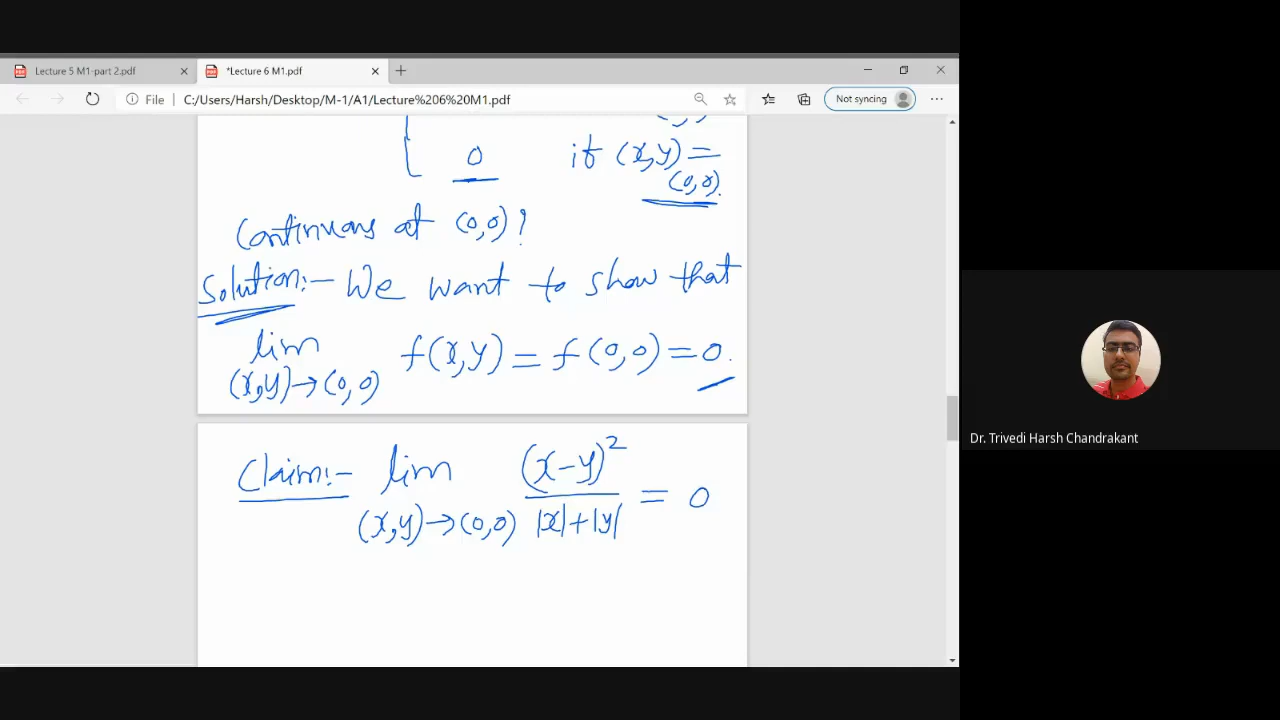 Lecture 5 M1-part 2.pdf
*Lecture 6 M1.pdf
File
C:/Users/Harsh/Desktop/M-1/A1/Lecture%206%20M1.pdf
Not syncing
0 if (x,y) =
(0,0).
Continuous at (0,0)?
Solution:- We want to show that
lim f(x,y) = f(0,0) = 0.
(x,y)→(0,0)
Claim:- lim (x-y)²
(x,y)→(0,0) |x|+|y| = 0
Dr. Trivedi Harsh Chandrakant